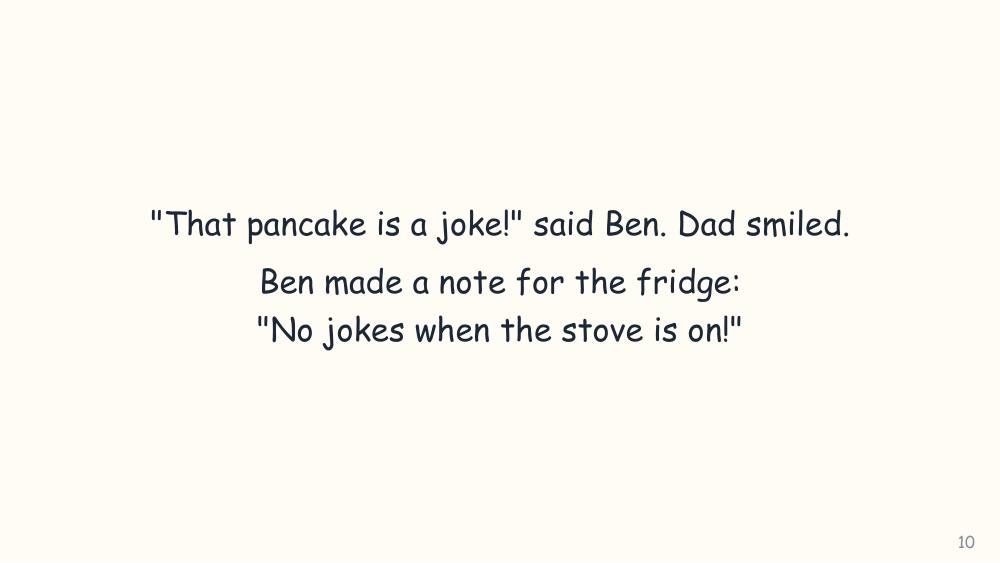 "That pancake is a joke!" said Ben. Dad smiled.
Ben made a note for the fridge:
"No jokes when the stove is on!"
10